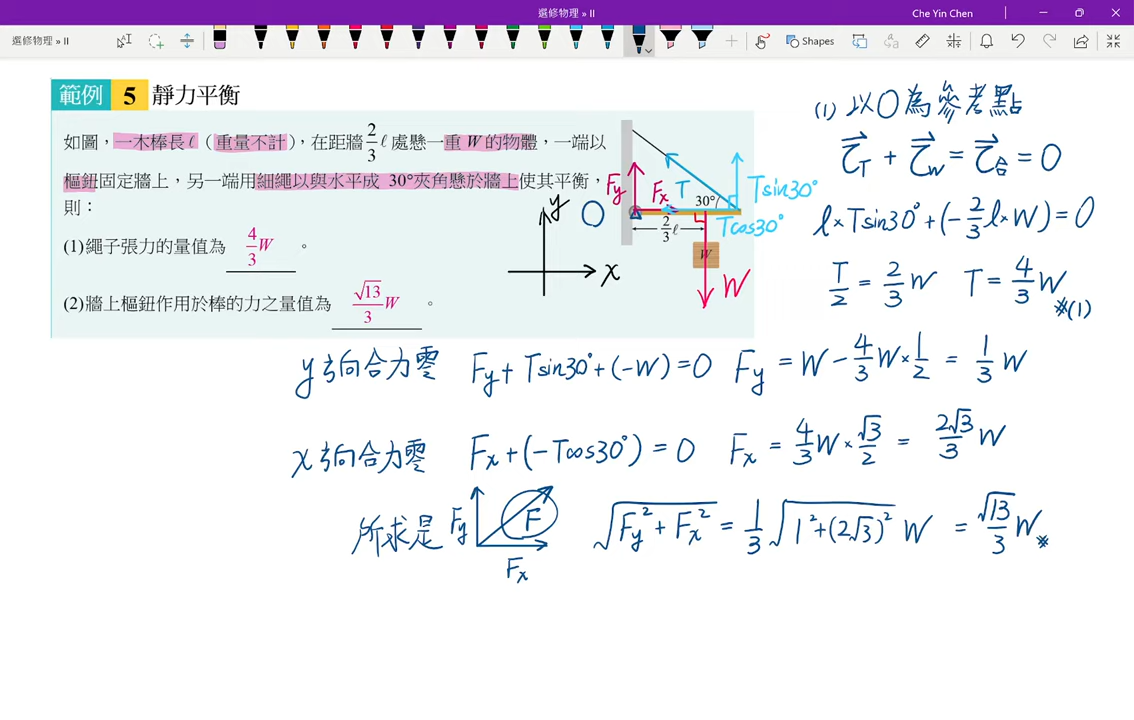 選修物理 » II
Che Yin Chen
選修物理 » II
Shapes
範例 5 靜力平衡
如圖，一木棒長 ℓ（重量不計），在距牆 2/3 ℓ 處懸一重 W 的物體，一端以
樞鈕固定牆上，另一端用細繩以與水平成 30°夾角懸於牆上使其平衡，
則：
(1)繩子張力的量值為 4/3 W 。
(2)牆上樞鈕作用於棒的力之量值為 √13/3 W 。
Fy
Fx
T
30°
Tsin30°
Tcos30°
O
2/3 ℓ
W
W
y
x
(1) 以O為參考點
τ⃗T + τ⃗W = τ⃗合 = 0
ℓ×Tsin30°+(-2/3 ℓ×W)=0
T/2 = 2/3 W T = 4/3 W ※(1)
y方向合力零 Fy + Tsin30°+(-W)=0 Fy = W - 4/3 W × 1/2 = 1/3 W
x方向合力零 Fx+(-Tcos30°)=0 Fx = 4/3 W × √3/2 = 2√3/3 W
所求是 Fy F Fx √(Fy²+Fx²) = 1/3 √(1²+(2√3)²) W = √13/3 W ※